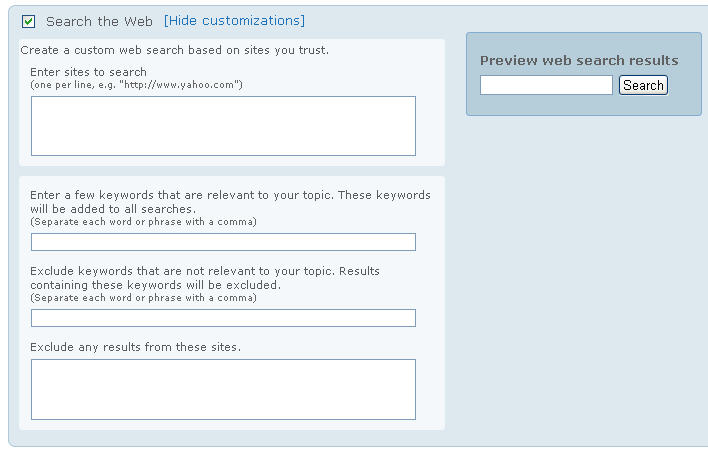 Search the Web [Hide customizations]
Create a custom web search based on sites you trust.
Enter sites to search
(one per line, e.g. "http://www.yahoo.com")
Preview web search results
Search
Enter a few keywords that are relevant to your topic. These keywords
will be added to all searches.
(Separate each word or phrase with a comma)
Exclude keywords that are not relevant to your topic. Results
containing these keywords will be excluded.
(Separate each word or phrase with a comma)
Exclude any results from these sites.